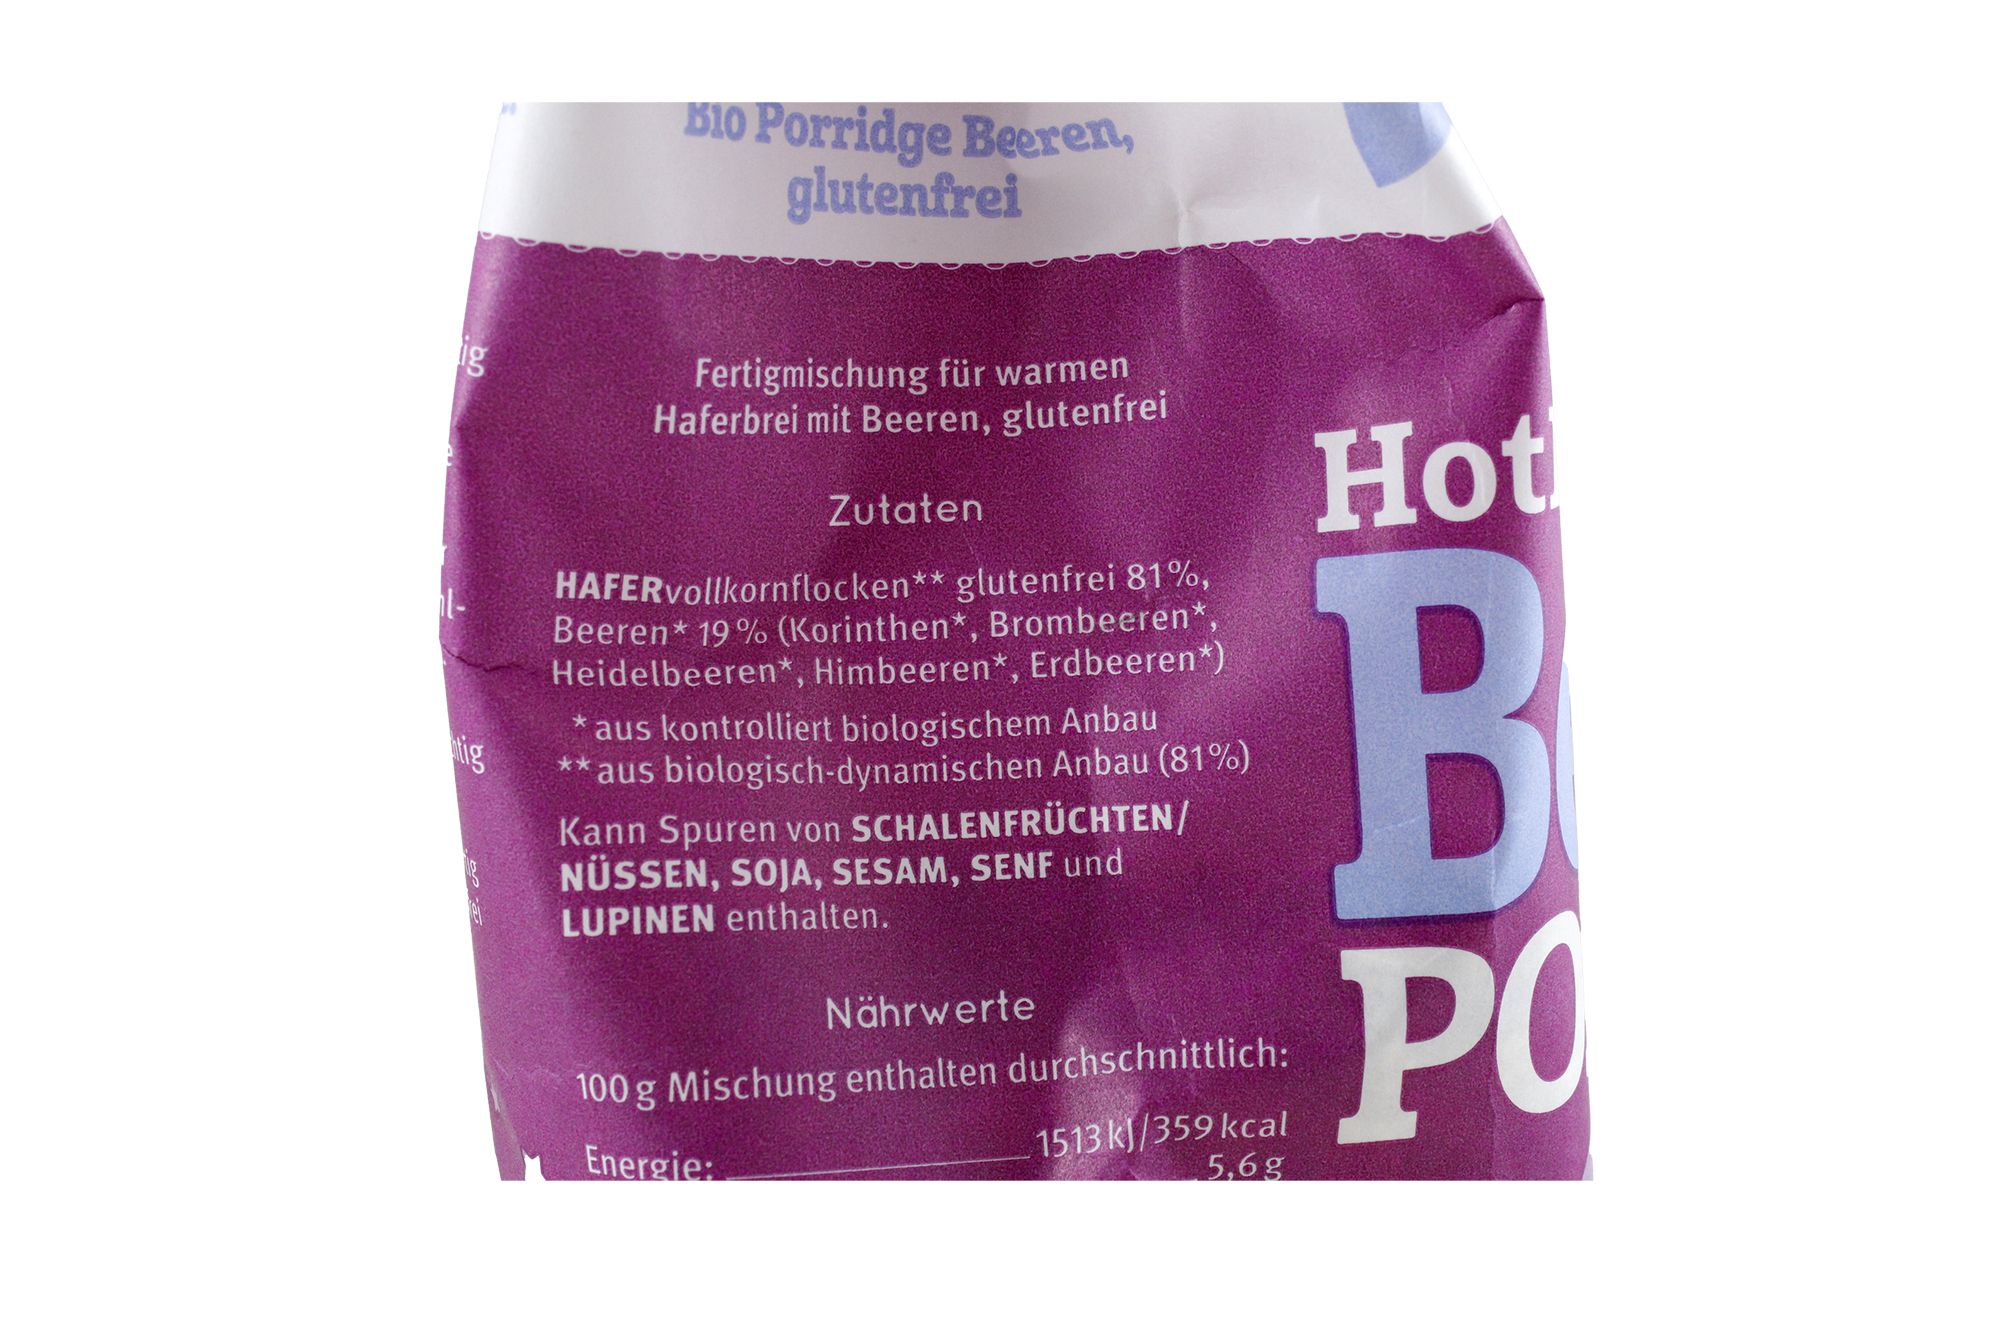 Bio Porridge Beeren,
glutenfrei
Fertigmischung für warmen
Haferbrei mit Beeren, glutenfrei
Zutaten
HAFERvollkornflocken** glutenfrei 81%,
Beeren* 19% (Korinthen*, Brombeeren*,
Heidelbeeren*, Himbeeren*, Erdbeeren*)
* aus kontrolliert biologischem Anbau
** aus biologisch-dynamischen Anbau (81%)
Kann Spuren von SCHALENFRÜCHTEN/
NÜSSEN, SOJA, SESAM, SENF und
LUPINEN enthalten.
Nährwerte
100 g Mischung enthalten durchschnittlich:
Energie: 1513 kJ/359 kcal
5,6 g